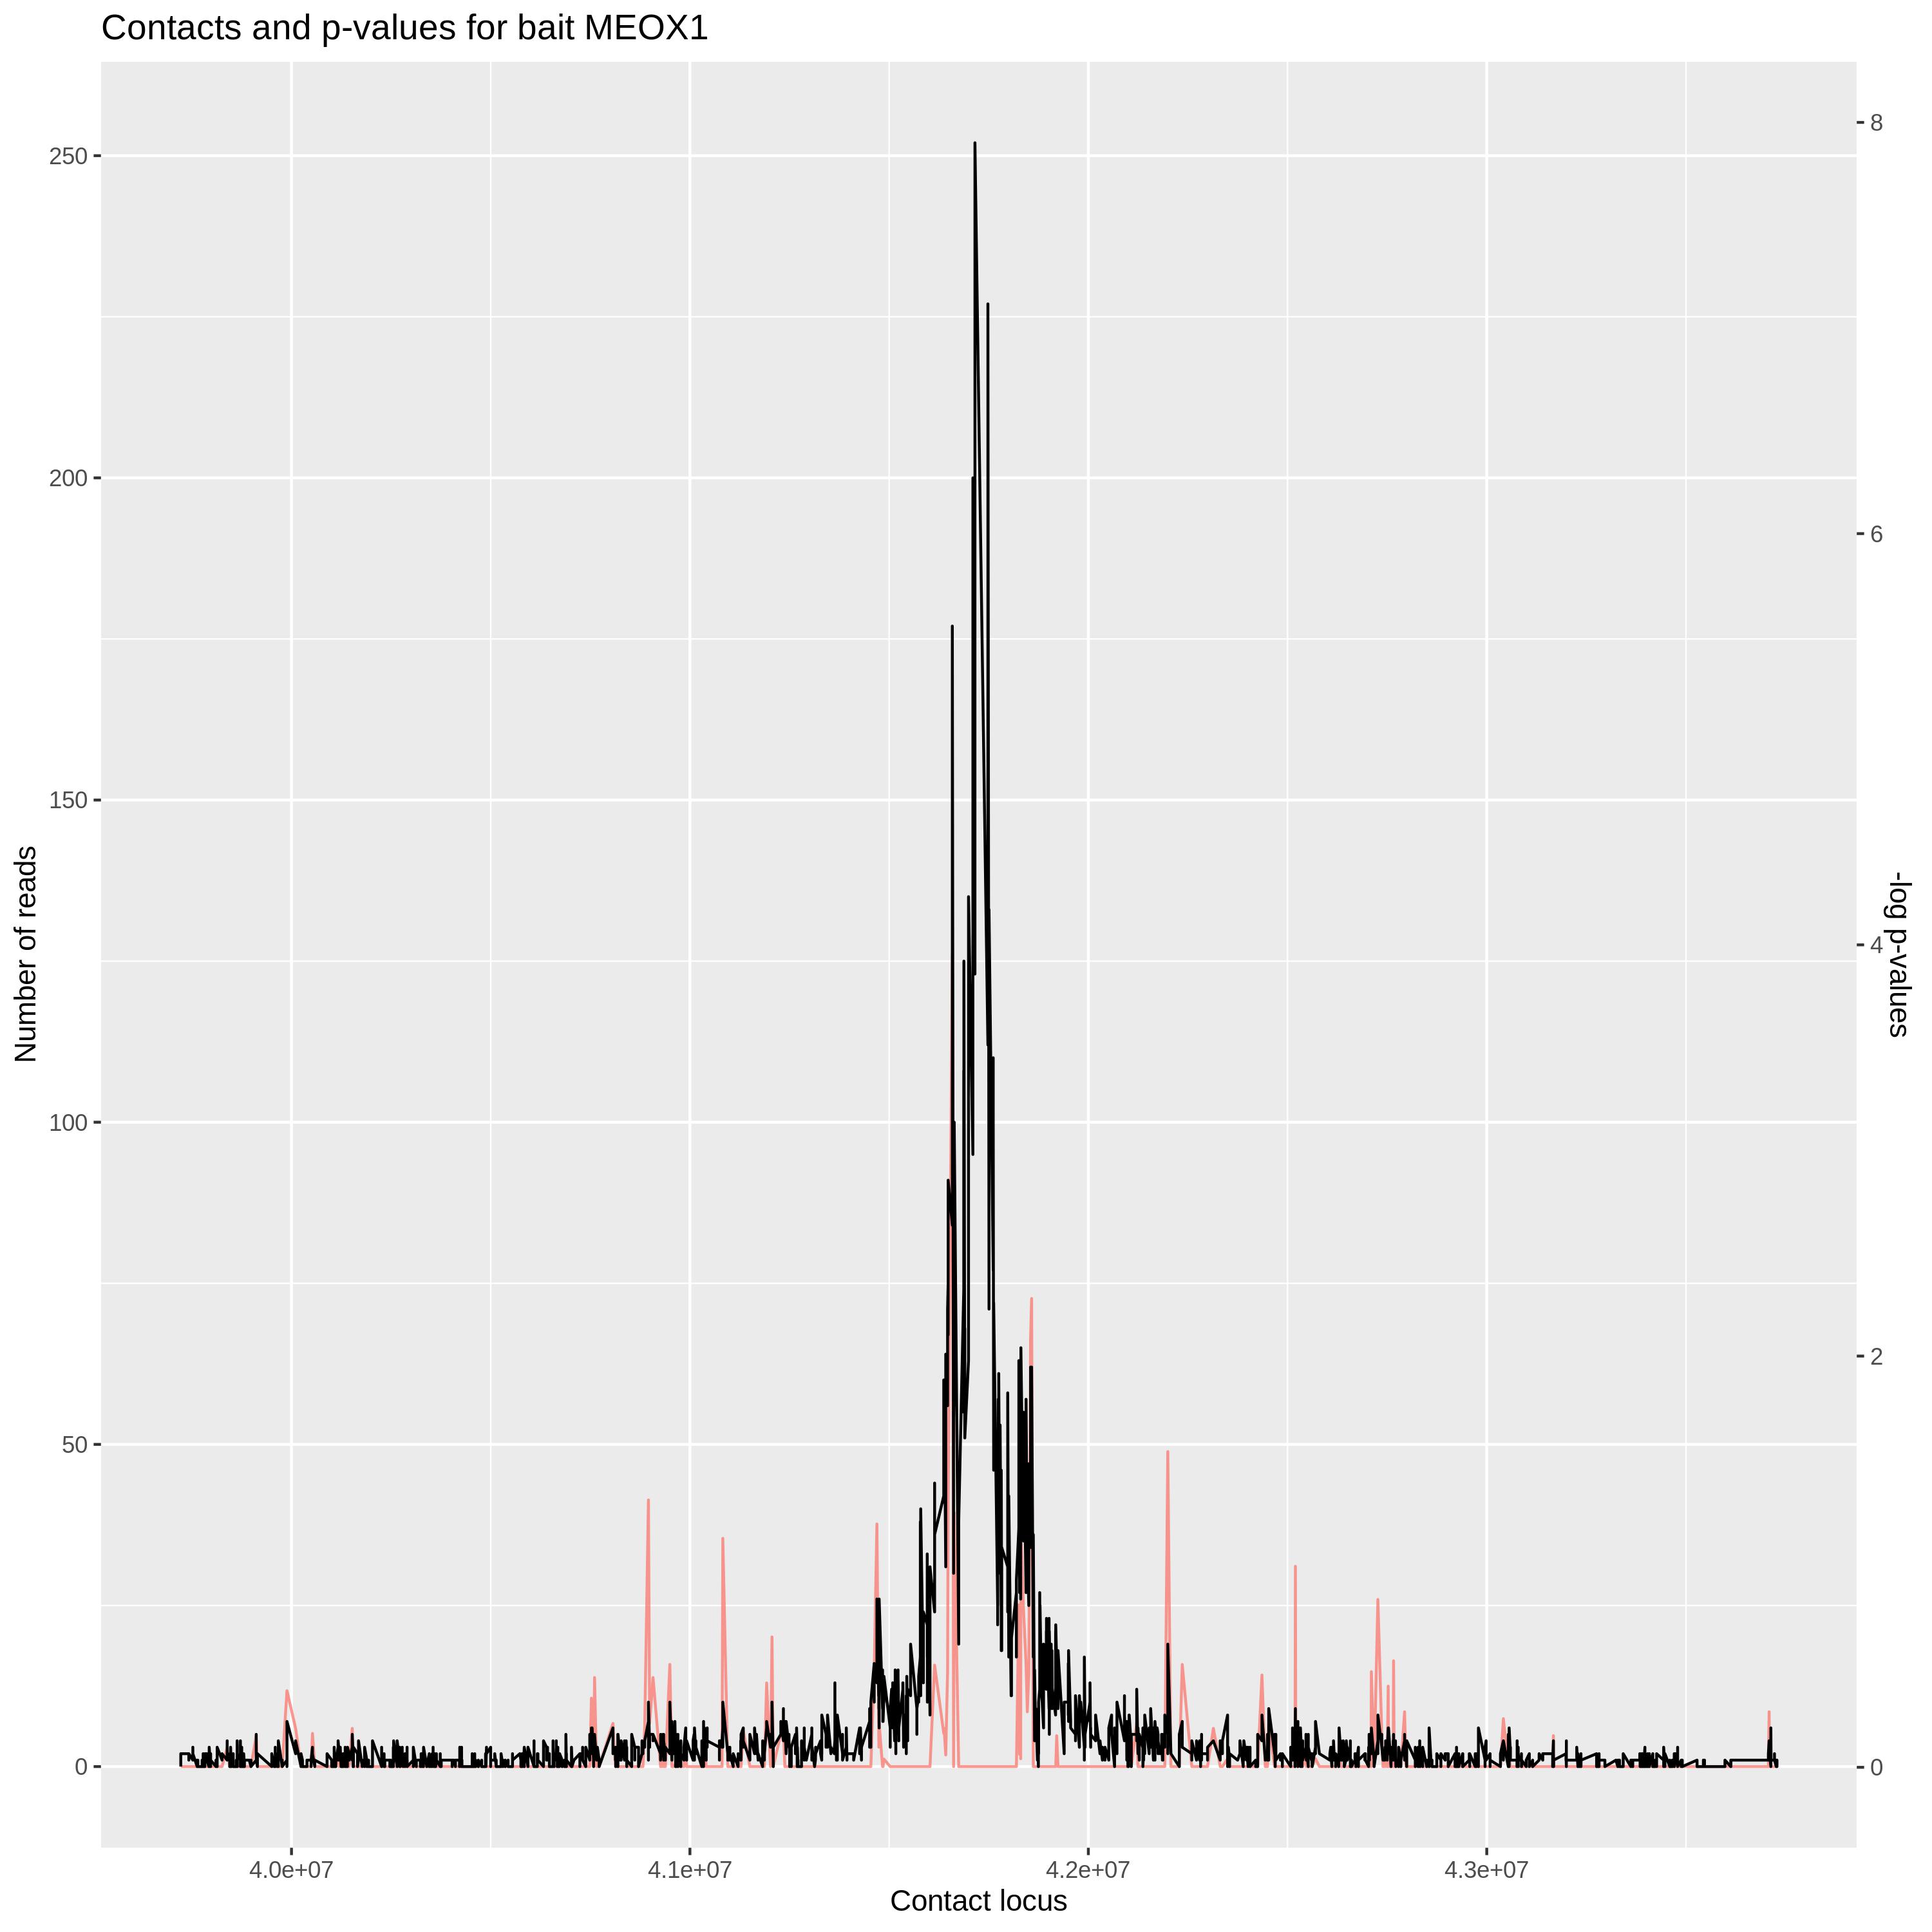 Contacts and p-values for bait MEOX1
Number of reads
250
200
150
100
50
0
8
6
4
2
0
-log p-values
4.0e+07
4.1e+07
4.2e+07
4.3e+07
Contact locus